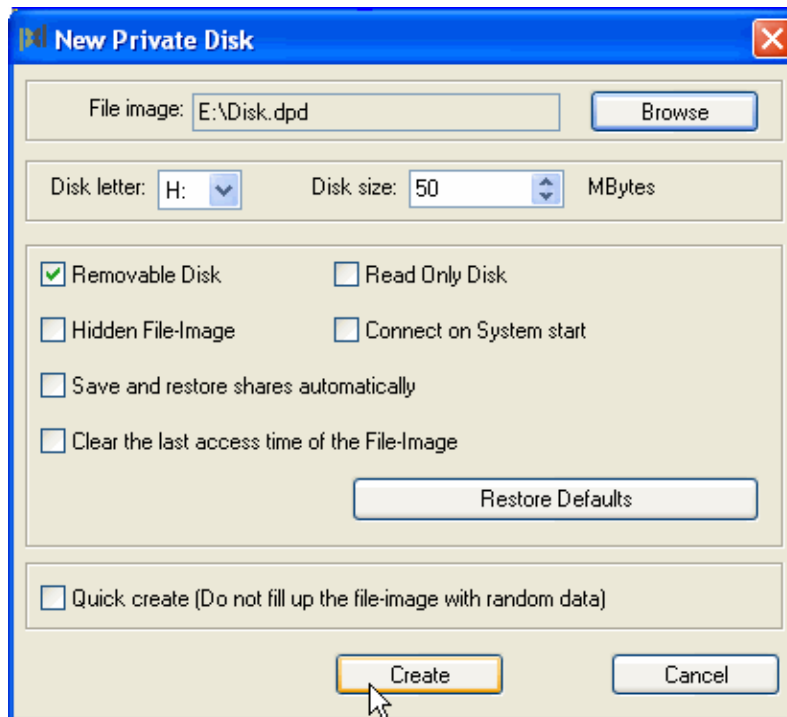 New Private Disk
File image: E:\Disk.dpd Browse
Disk letter: H: Disk size: 50 MBytes
Removable Disk Read Only Disk
Hidden File-Image Connect on System start
Save and restore shares automatically
Clear the last access time of the File-Image
Restore Defaults
Quick create (Do not fill up the file-image with random data)
Create Cancel